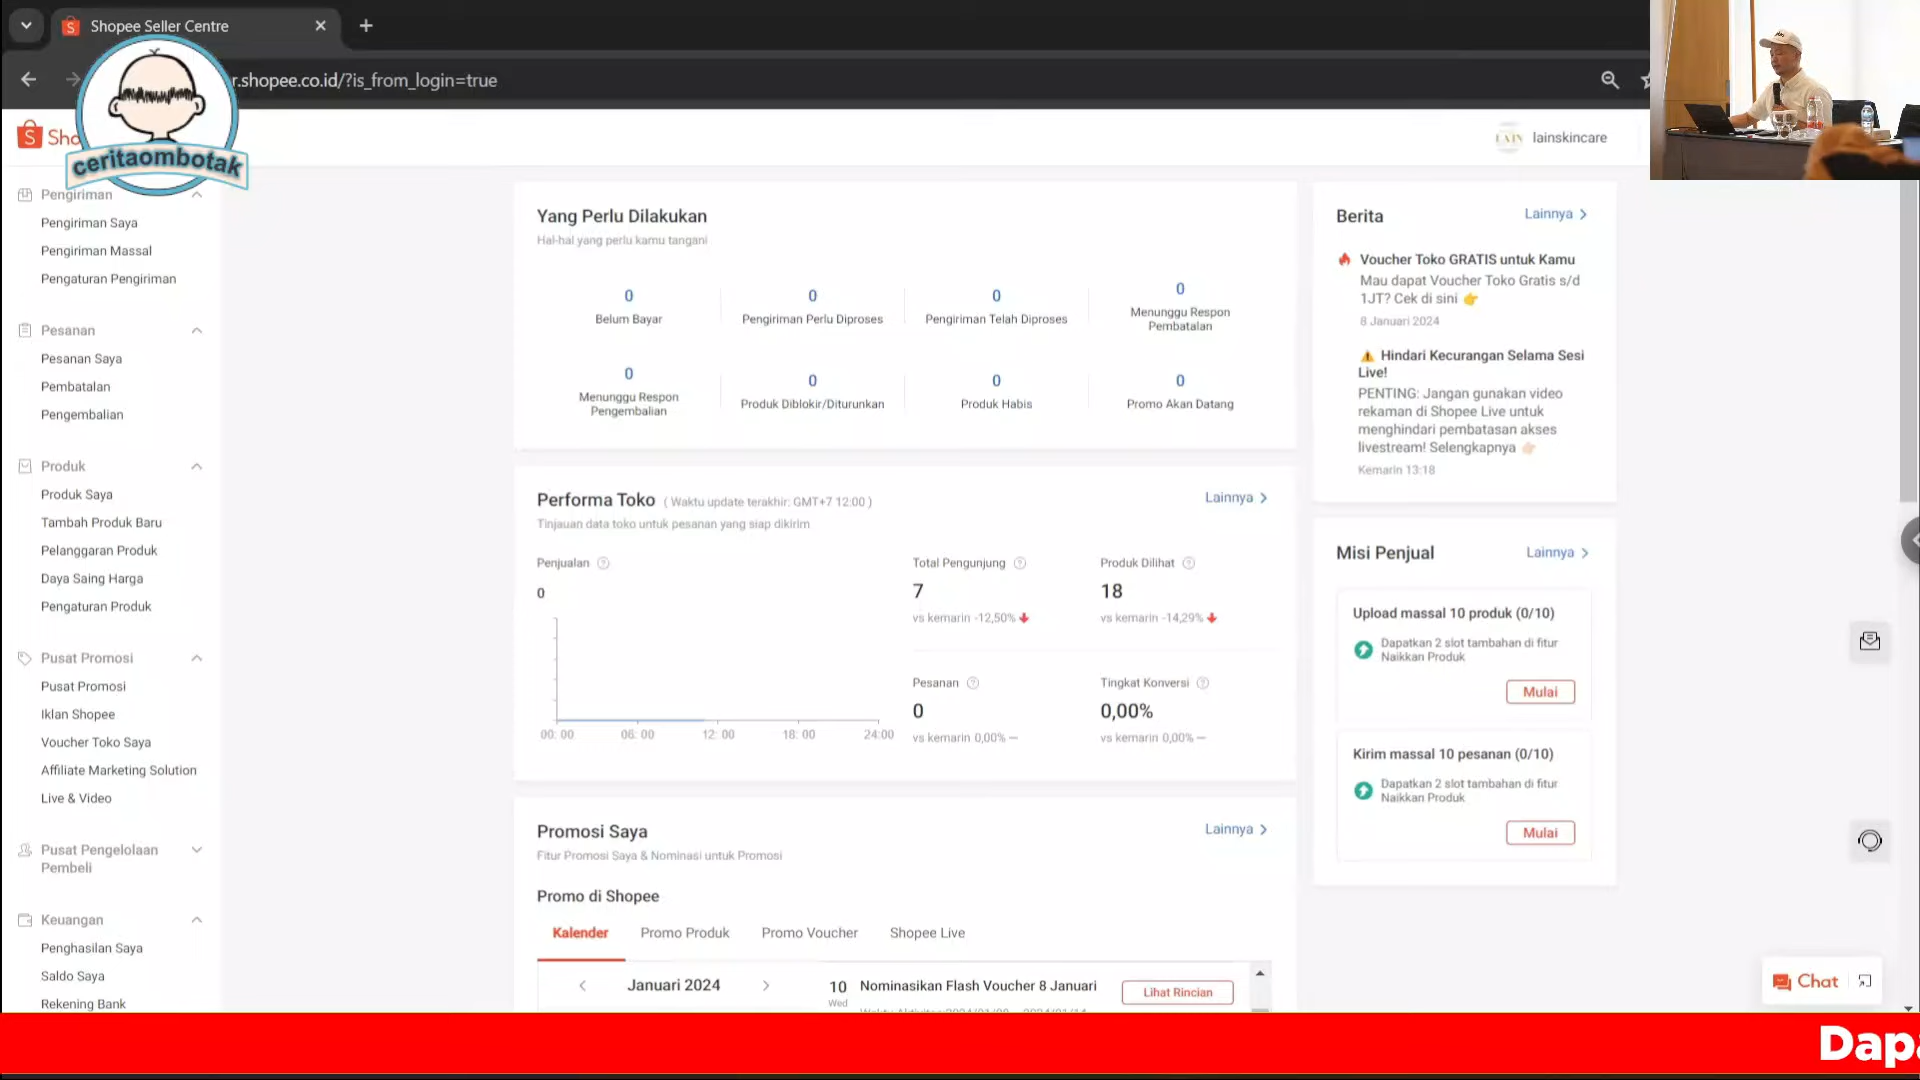 Shopee Seller Centre
r.shopee.co.id/?is_from_login=true
ceritaombotak
Sho
LAIN
lainskincare
Pengiriman
Pengiriman Saya
Pengiriman Massal
Pengaturan Pengiriman
Pesanan
Pesanan Saya
Pembatalan
Pengembalian
Produk
Produk Saya
Tambah Produk Baru
Pelanggaran Produk
Daya Saing Harga
Pengaturan Produk
Pusat Promosi
Pusat Promosi
Iklan Shopee
Voucher Toko Saya
Affiliate Marketing Solution
Live & Video
Pusat Pengelolaan
Pembeli
Keuangan
Penghasilan Saya
Saldo Saya
Rekening Bank
Yang Perlu Dilakukan
Hal-hal yang perlu kamu tangani
0
Belum Bayar
0
Pengiriman Perlu Diproses
0
Pengiriman Telah Diproses
0
Menunggu Respon
Pembatalan
0
Menunggu Respon
Pengembalian
0
Produk Diblokir/Diturunkan
0
Produk Habis
0
Promo Akan Datang
Performa Toko ( Waktu update terakhir: GMT+7 12:00 )
Lainnya
Tinjauan data toko untuk pesanan yang siap dikirim
Penjualan
0
00: 00 06: 00 12: 00 18: 00 24:00
Total Pengunjung
7
vs kemarin -12,50%
Produk Dilihat
18
vs kemarin -14,29%
Pesanan
0
vs kemarin 0,00% —
Tingkat Konversi
0,00%
vs kemarin 0,00% —
Promosi Saya
Lainnya
Fitur Promosi Saya & Nominasi untuk Promosi
Promo di Shopee
Kalender Promo Produk Promo Voucher Shopee Live
Januari 2024
10
Wed
Nominasikan Flash Voucher 8 Januari
Lihat Rincian
Berita
Lainnya
Voucher Toko GRATIS untuk Kamu
Mau dapat Voucher Toko Gratis s/d
1JT? Cek di sini 👉
8 Januari 2024
⚠️ Hindari Kecurangan Selama Sesi
Live!
PENTING: Jangan gunakan video
rekaman di Shopee Live untuk
menghindari pembatasan akses
livestream! Selengkapnya 👉🏻
Kemarin 13:18
Misi Penjual
Lainnya
Upload massal 10 produk (0/10)
Dapatkan 2 slot tambahan di fitur
Naikkan Produk
Mulai
Kirim massal 10 pesanan (0/10)
Dapatkan 2 slot tambahan di fitur
Naikkan Produk
Mulai
Chat